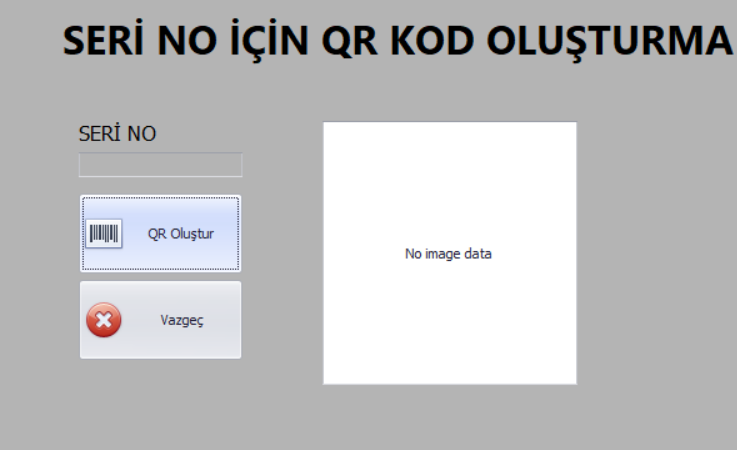 SERİ NO İÇİN QR KOD OLUŞTURMA
SERİ NO
QR Oluştur
Vazgeç
No image data